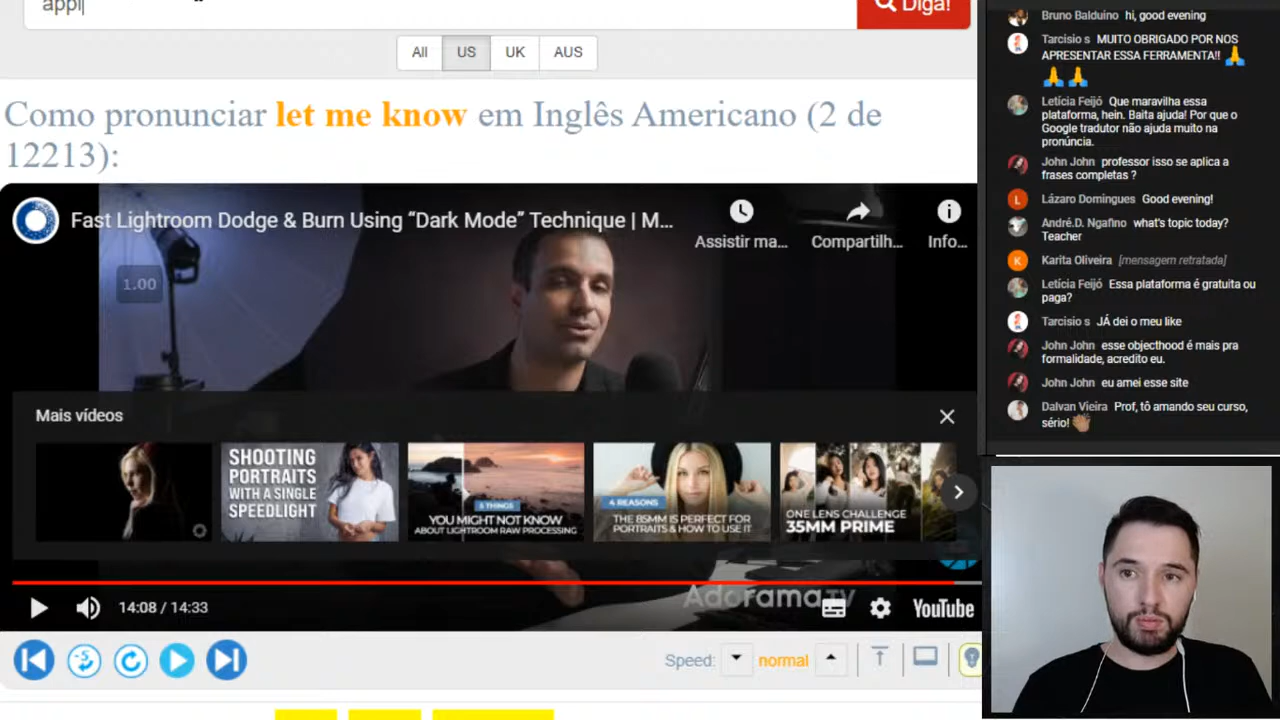 appl
Diga!
All
US
UK
AUS
Como pronunciar let me know em Inglês Americano (2 de
12213):
Fast Lightroom Dodge & Burn Using “Dark Mode” Technique | M...
Assistir ma...
Compartilh...
Info...
1.00
Mais vídeos
SHOOTING
PORTRAITS
WITH A SINGLE
SPEEDLIGHT
5 THINGS
YOU MIGHT NOT KNOW
ABOUT LIGHTROOM RAW PROCESSING
4 REASONS
THE 85MM IS PERFECT FOR
PORTRAITS & HOW TO USE IT
ONE LENS CHALLENGE
35MM PRIME
AdoramaTV
14:08 / 14:33
YouTube
Speed:
normal
Bruno Balduino hi, good evening
Tarcisio s MUITO OBRIGADO POR NOS
APRESENTAR ESSA FERRAMENTA!! 🙏
🙏 🙏
Letícia Feijó Que maravilha essa
plataforma, hein. Baita ajuda! Por que o
Google tradutor não ajuda muito na
pronúncia.
John John professor isso se aplica a
frases completas ?
L
Lázaro Domingues Good evening!
André.D. Ngafino what's topic today?
Teacher
K
Karita Oliveira [mensagem retratada]
Letícia Feijó Essa plataforma é gratuita ou
paga?
Tarcisio s JÁ dei o meu like
John John esse objecthood é mais pra
formalidade, acredito eu.
John John eu amei esse site
Dalvan Vieira Prof, tô amando seu curso,
sério! 👏🏽